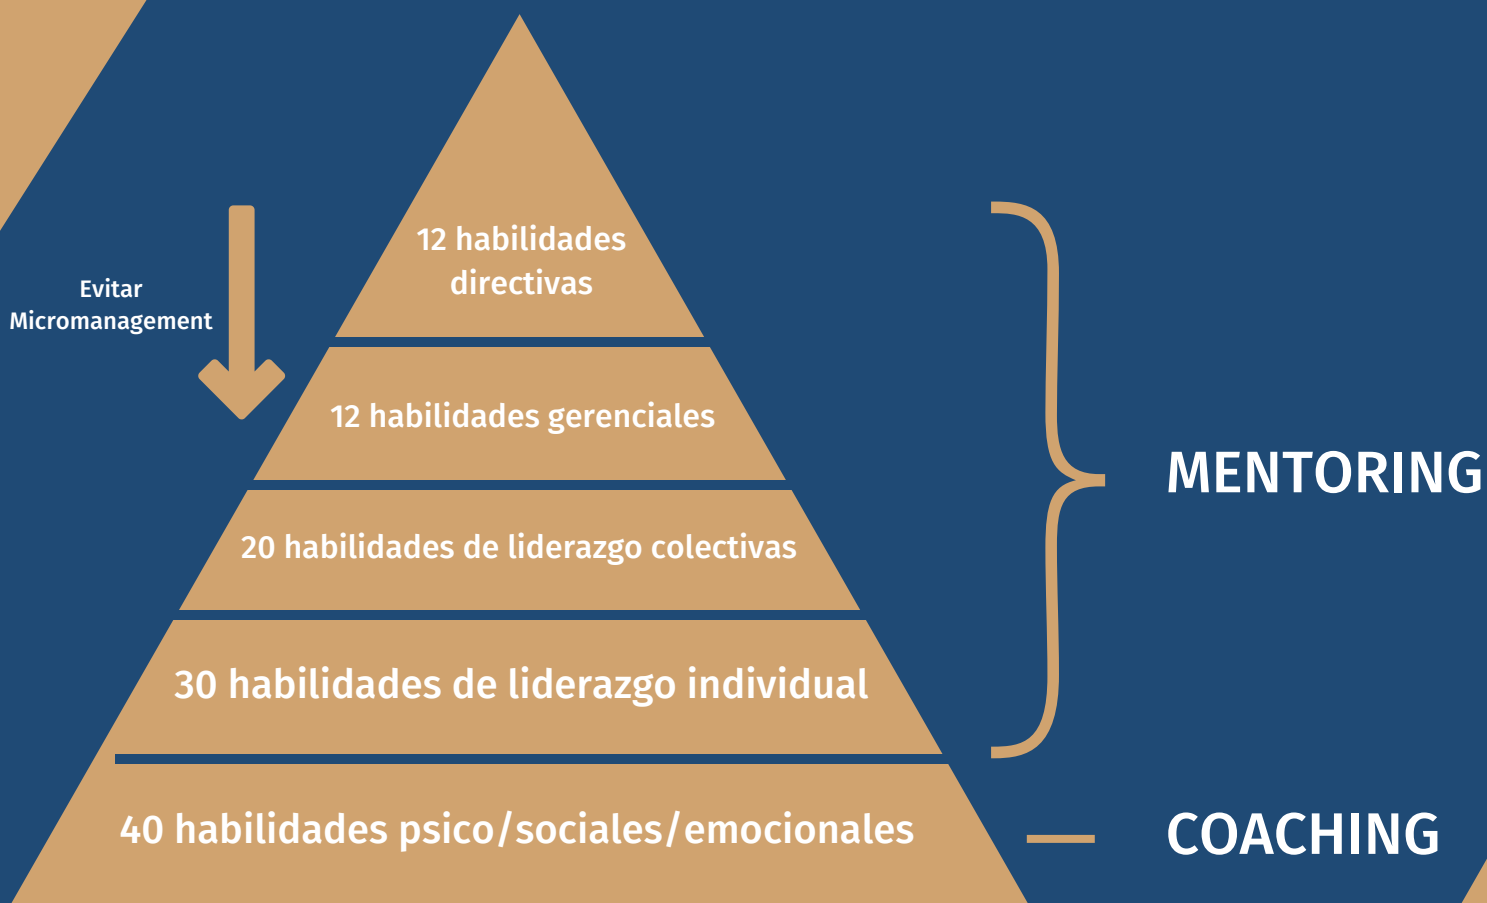 12 habilidades
directivas
Evitar
Micromanagement
12 habilidades gerenciales
MENTORING
20 habilidades de liderazgo colectivas
30 habilidades de liderazgo individual
40 habilidades psico/sociales/emocionales
COACHING